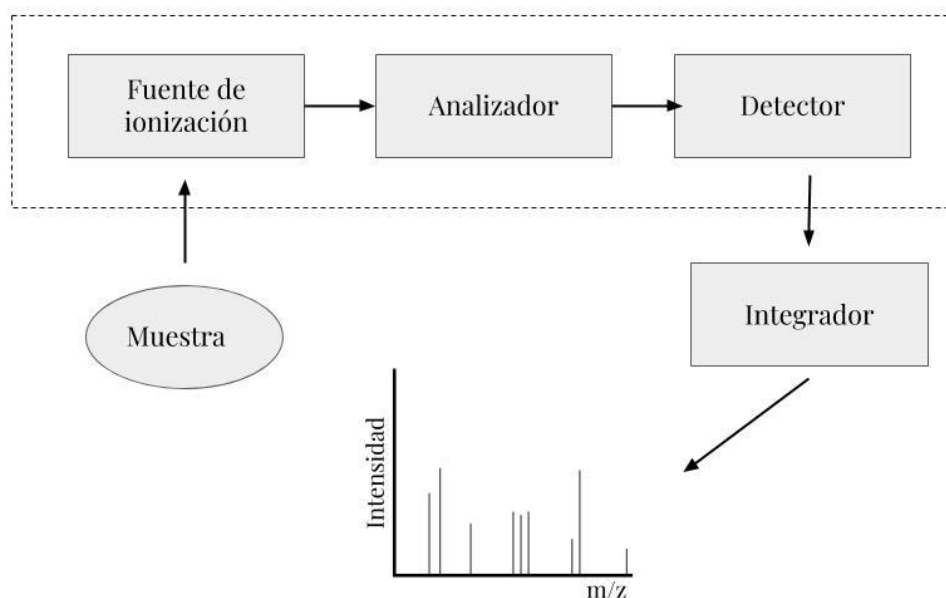 Fuente de
ionización
Analizador
Detector
Muestra
Integrador
Intensidad
m/z